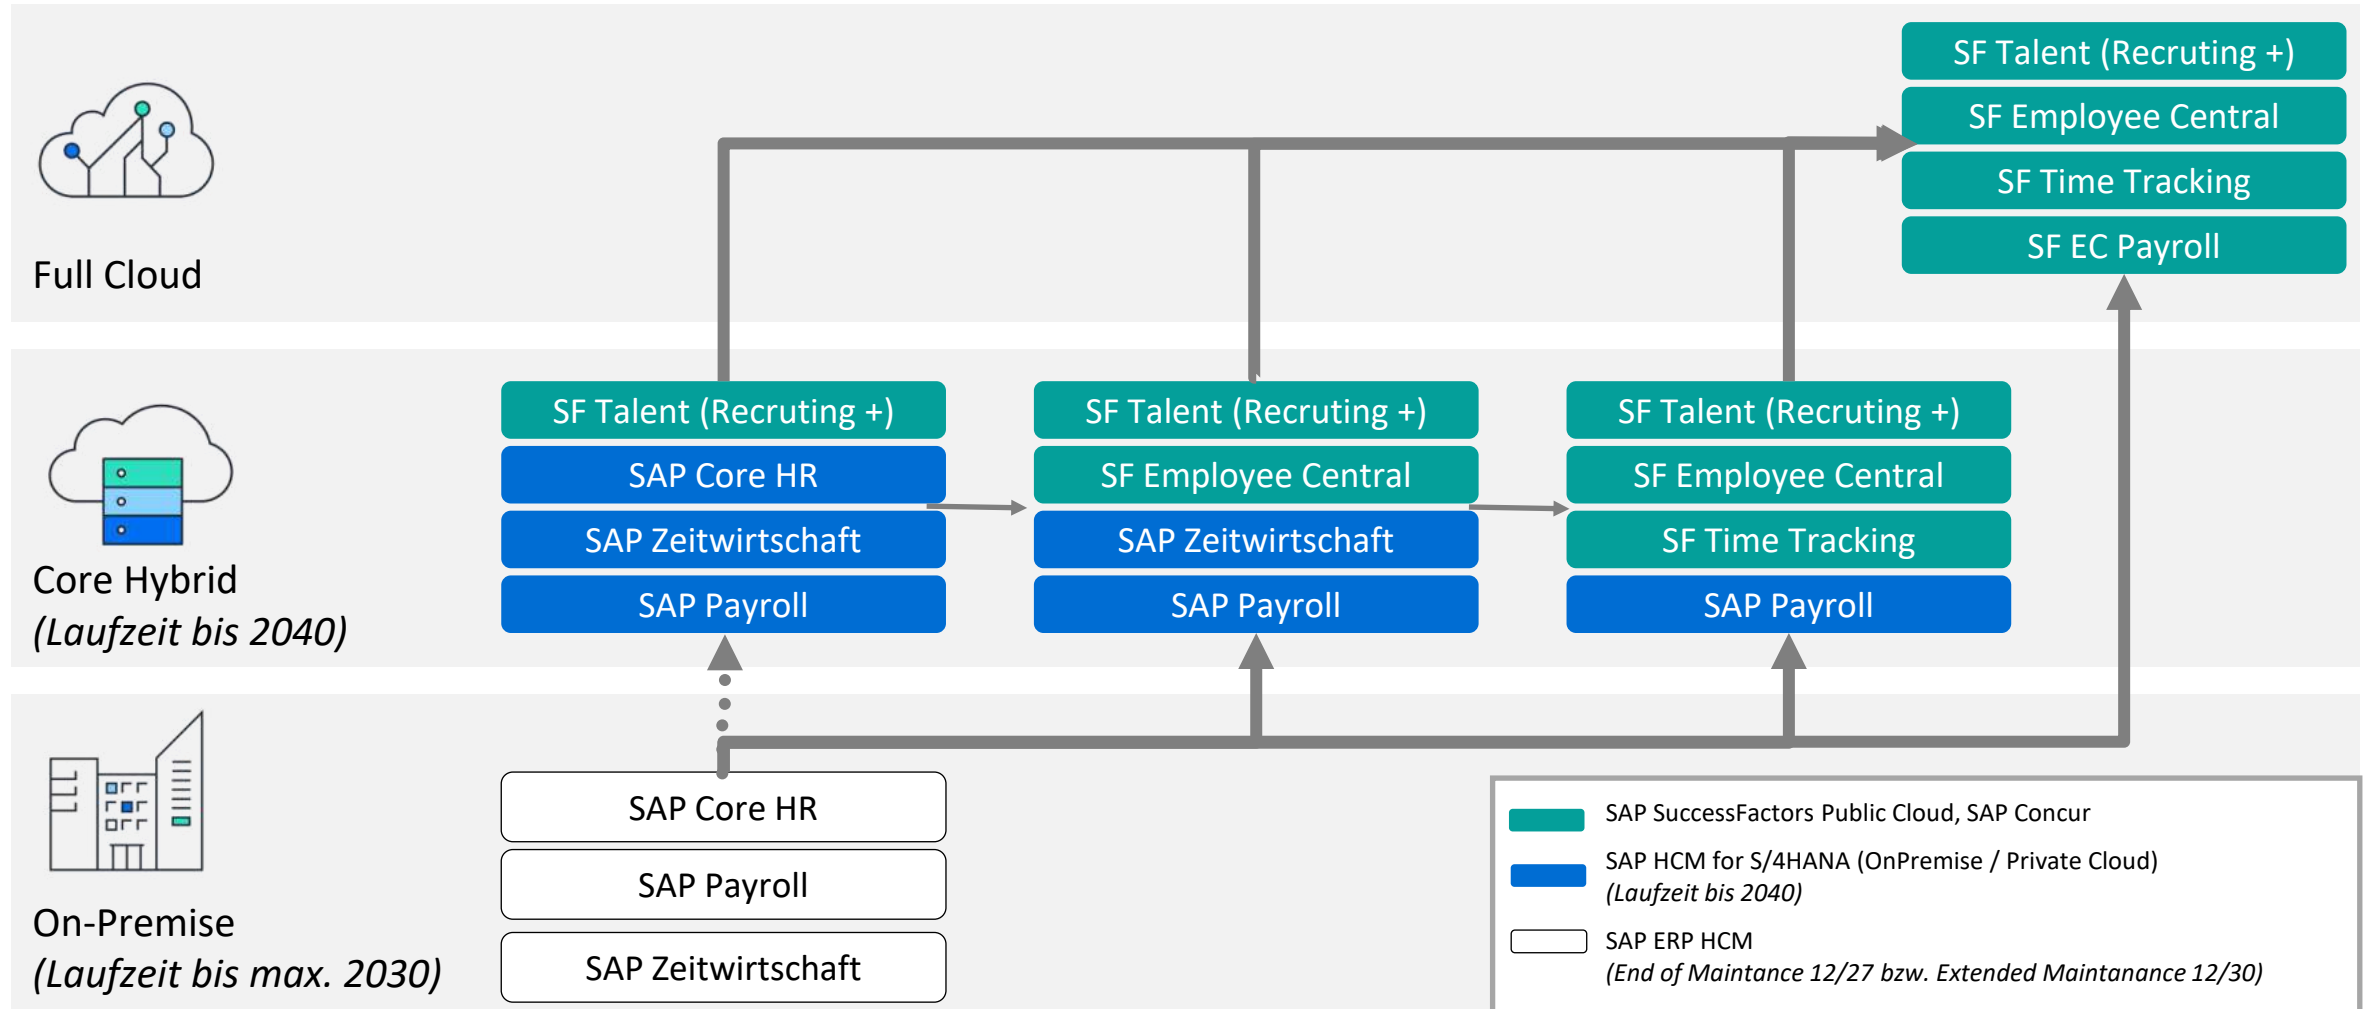 SF Talent (Recruting +)
SF Employee Central
SF Time Tracking
SF EC Payroll
Full Cloud
SF Talent (Recruting +)
SAP Core HR
SAP Zeitwirtschaft
SAP Payroll
SF Talent (Recruting +)
SF Employee Central
SAP Zeitwirtschaft
SAP Payroll
SF Talent (Recruting +)
SF Employee Central
SF Time Tracking
SAP Payroll
Core Hybrid
(Laufzeit bis 2040)
SAP Core HR
SAP Payroll
SAP Zeitwirtschaft
On-Premise
(Laufzeit bis max. 2030)
SAP SuccessFactors Public Cloud, SAP Concur
SAP HCM for S/4HANA (OnPremise / Private Cloud)
(Laufzeit bis 2040)
SAP ERP HCM
(End of Maintance 12/27 bzw. Extended Maintanance 12/30)